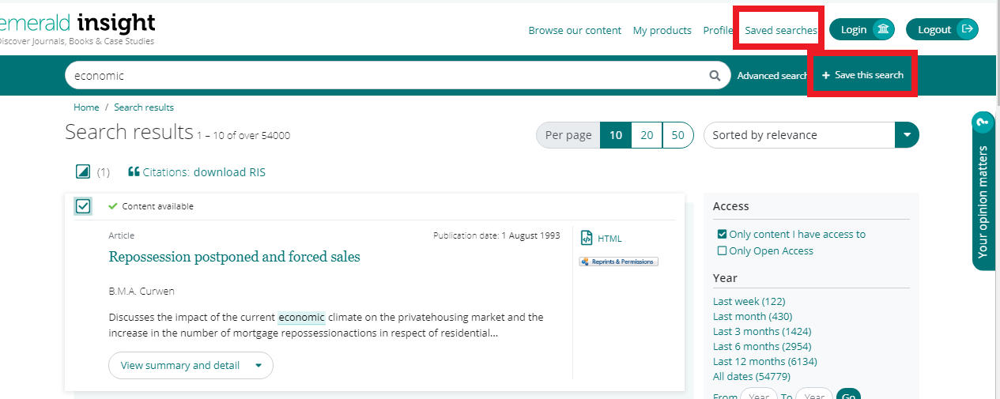 emerald insight
Discover Journals, Books & Case Studies
Browse our content My products Profile Saved searches Login Logout
economic Advanced search + Save this search
Home / Search results
Search results 1 – 10 of over 54000
Per page 10 20 50 Sorted by relevance
(1) Citations: download RIS
Content available
Article Publication date: 1 August 1993
HTML
Repossession postponed and forced sales
Reprints & Permissions
B.M.A. Curwen
Discusses the impact of the current economic climate on the privatehousing market and the
increase in the number of mortgage repossessionactions in respect of residential...
View summary and detail
Access
Only content I have access to
Only Open Access
Year
Last week (122)
Last month (430)
Last 3 months (1424)
Last 6 months (2954)
Last 12 months (6134)
All dates (54779)
From Year To Year Go
Your opinion matters